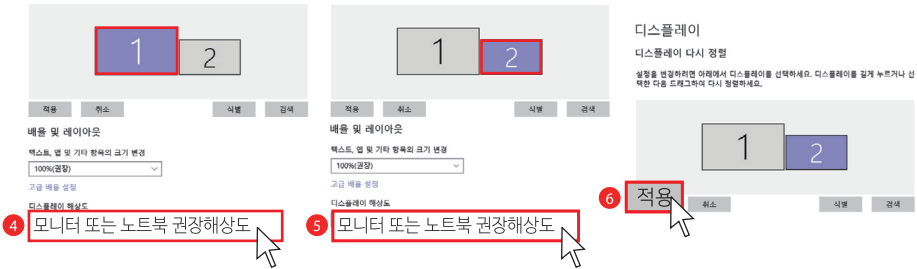 1
2
적용 취소 식별 검색
배율 및 레이아웃
텍스트, 앱 및 기타 항목의 크기 변경
100%(권장)
고급 배율 설정
디스플레이 해상도
4 모니터 또는 노트북 권장해상도
1
2
적용 취소 식별 검색
배율 및 레이아웃
텍스트, 앱 및 기타 항목의 크기 변경
100%(권장)
고급 배율 설정
디스플레이 해상도
5 모니터 또는 노트북 권장해상도
디스플레이
디스플레이 다시 정렬
설정을 변경하려면 아래에서 디스플레이를 선택하세요. 디스플레이를 길게 누르거나 선
택한 다음 드래그하여 다시 정렬하세요.
1
2
6 적용 취소 식별 검색